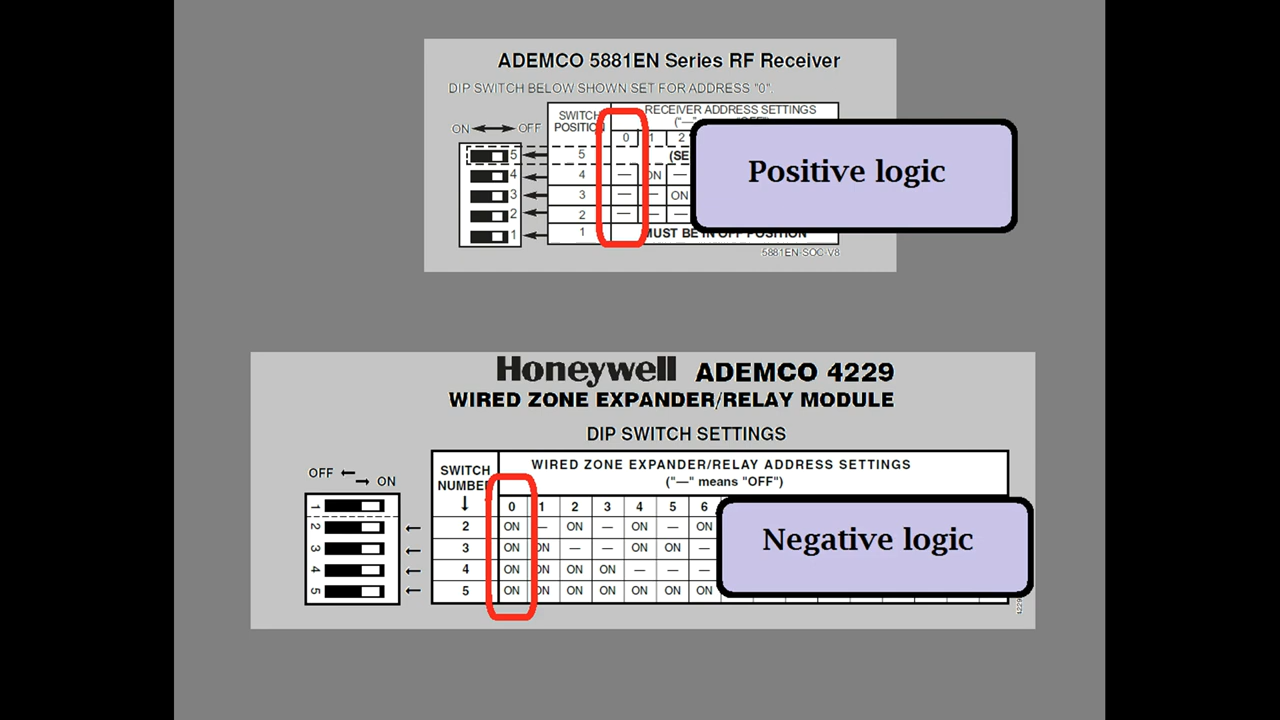 ADEMCO 5881EN Series RF Receiver
DIP SWITCH BELOW SHOWN SET FOR ADDRESS "0".
ON OFF
SWITCH POSITION
RECEIVER ADDRESS SETTINGS
("—" "OFF")
0 1 2
5 5 (SE
4 4 — ON —
3 3 — — ON
2 2 — — —
1 1 MUST BE IN OFF POSITION
5881EN-SOC-V8
Positive logic
Honeywell ADEMCO 4229
WIRED ZONE EXPANDER/RELAY MODULE
DIP SWITCH SETTINGS
OFF
ON
SWITCH NUMBER
WIRED ZONE EXPANDER/RELAY ADDRESS SETTINGS
("—" means "OFF")
0 1 2 3 4 5 6
1
2 2 ON — ON — ON — ON
3 3 ON ON — — ON ON —
4 4 ON ON ON ON — — —
5 5 ON ON ON ON ON ON ON
Negative logic